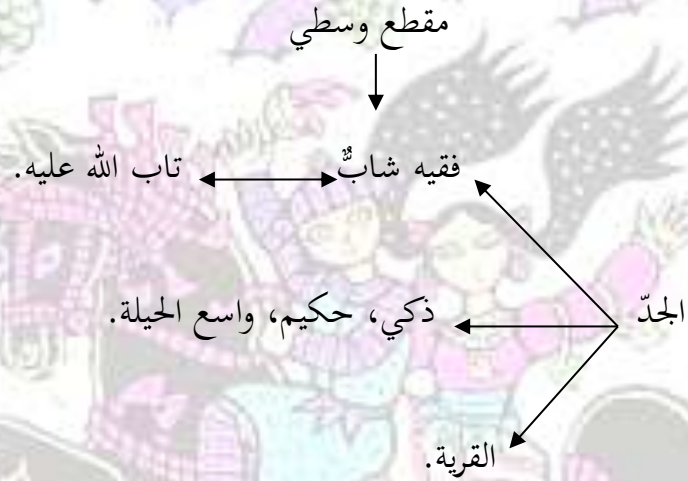 مقطع وسطي
فقيه شابٌّ
تاب الله عليه.
الجدّ
ذكي، حكيم، واسع الحيلة.
القرية.